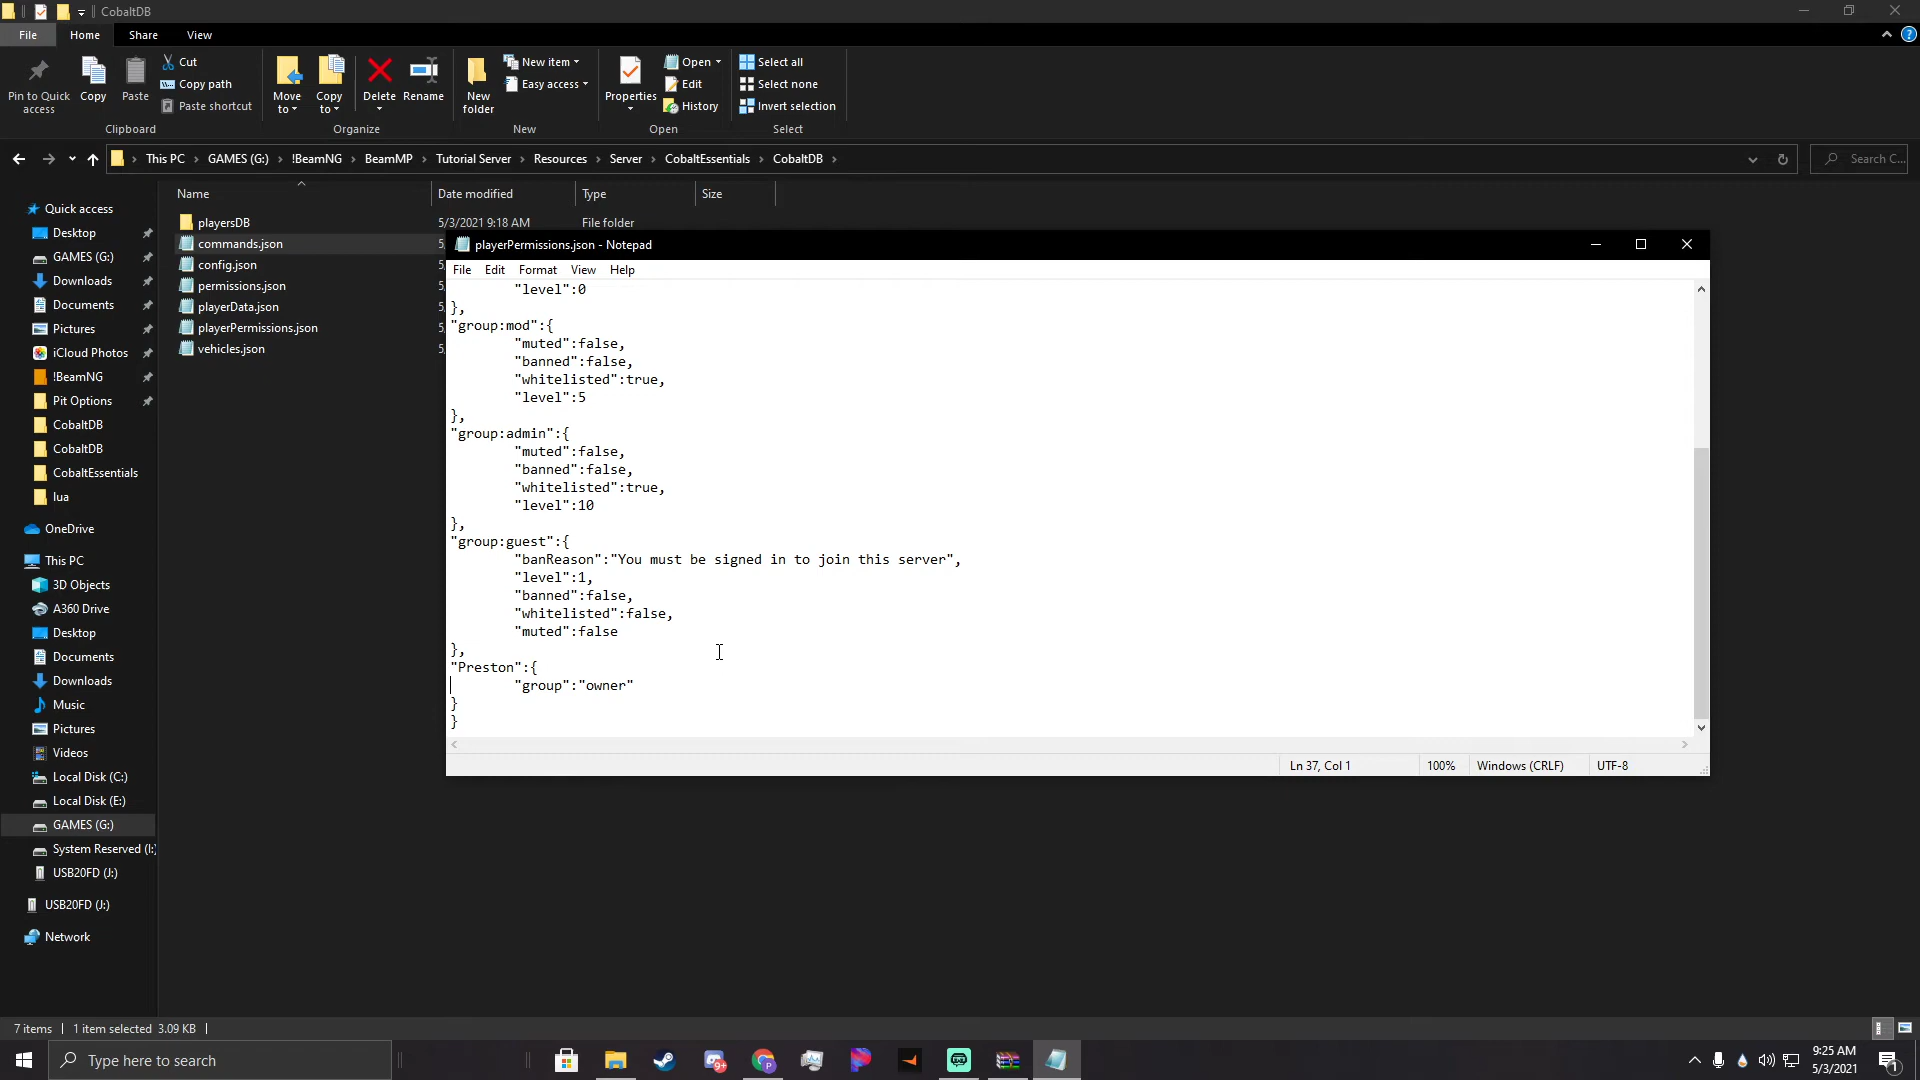 CobaltDB
File
Home
Share
View
Pin to Quick access
Copy
Paste
Cut
Copy path
Paste shortcut
Clipboard
Move to
Copy to
Delete
Rename
Organize
New folder
New item
Easy access
New
Properties
Open
Edit
History
Open
Select all
Select none
Invert selection
Select
This PC
GAMES (G:)
!BeamNG
BeamMP
Tutorial Server
Resources
Server
CobaltEssentials
CobaltDB
Search C...
Name
Date modified
Type
Size
playersDB
5/3/2021 9:18 AM
File folder
commands.json
config.json
permissions.json
playerData.json
playerPermissions.json
vehicles.json
Quick access
Desktop
GAMES (G:)
Downloads
Documents
Pictures
iCloud Photos
!BeamNG
Pit Options
CobaltDB
CobaltDB
CobaltEssentials
lua
OneDrive
This PC
3D Objects
A360 Drive
Desktop
Documents
Downloads
Music
Pictures
Videos
Local Disk (C:)
Local Disk (E:)
GAMES (G:)
System Reserved (I:)
USB20FD (J:)
USB20FD (J:)
Network
playerPermissions.json - Notepad
File Edit Format View Help
"level":0
},
"group:mod":{
"muted":false,
"banned":false,
"whitelisted":true,
"level":5
},
"group:admin":{
"muted":false,
"banned":false,
"whitelisted":true,
"level":10
},
"group:guest":{
"banReason":"You must be signed in to join this server",
"level":1,
"banned":false,
"whitelisted":false,
"muted":false
},
"Preston":{
"group":"owner"
}
}
Ln 37, Col 1
100%
Windows (CRLF)
UTF-8
7 items
1 item selected 3.09 KB
Type here to search
9:25 AM
5/3/2021